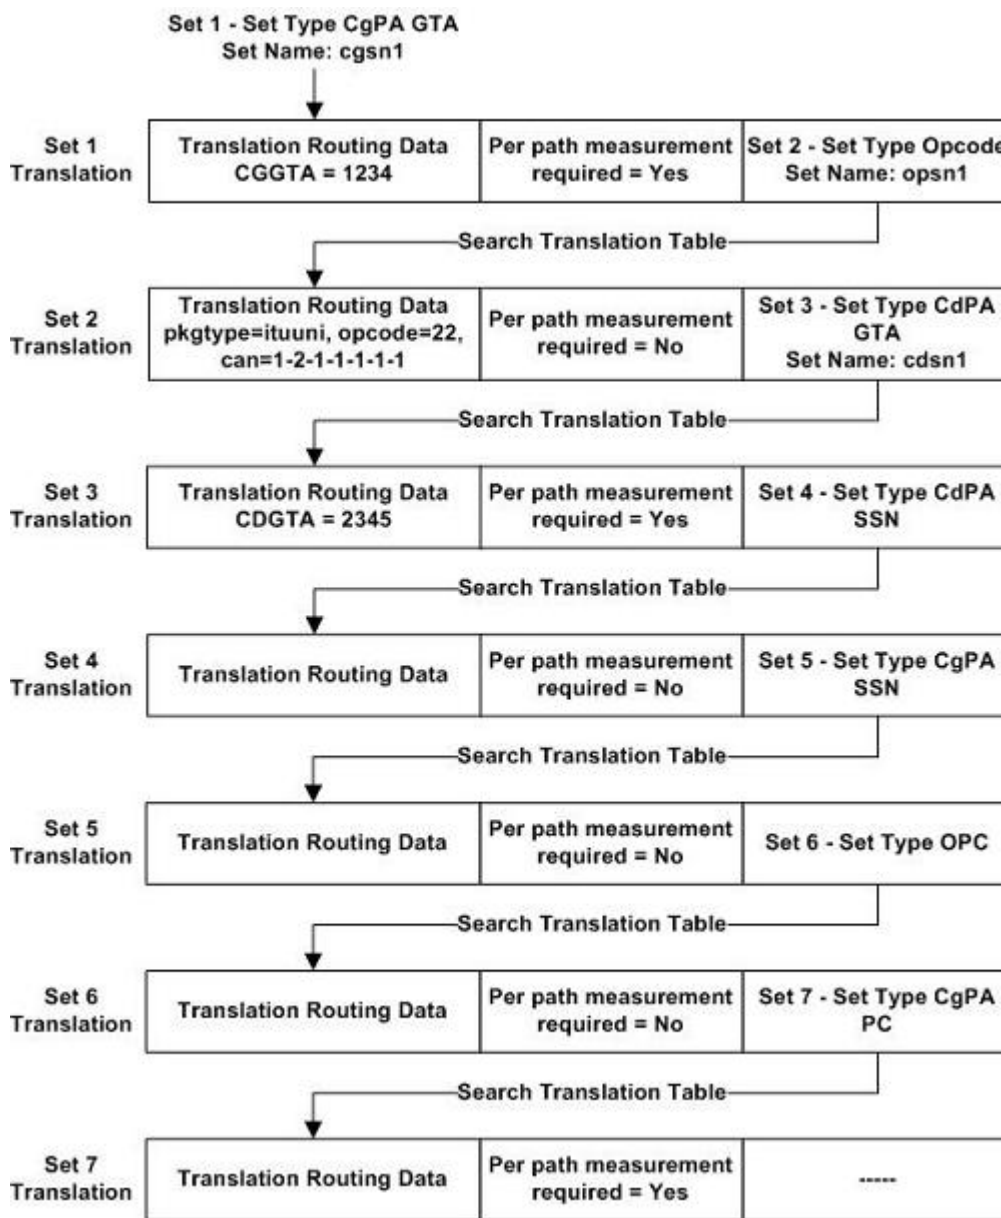 Set 1 - Set Type CgPA GTA
Set Name: cgsn1
Set 1
Translation
Translation Routing Data
CGGTA = 1234
Per path measurement
required = Yes
Set 2 - Set Type Opcode
Set Name: opsn1
Search Translation Table
Set 2
Translation
Translation Routing Data
pkgtype=ituuni, opcode=22,
can=1-2-1-1-1-1-1
Per path measurement
required = No
Set 3 - Set Type CdPA
GTA
Set Name: cdsn1
Search Translation Table
Set 3
Translation
Translation Routing Data
CDGTA = 2345
Per path measurement
required = Yes
Set 4 - Set Type CdPA
SSN
Search Translation Table
Set 4
Translation
Translation Routing Data
Per path measurement
required = No
Set 5 - Set Type CgPA
SSN
Search Translation Table
Set 5
Translation
Translation Routing Data
Per path measurement
required = No
Set 6 - Set Type OPC
Search Translation Table
Set 6
Translation
Translation Routing Data
Per path measurement
required = No
Set 7 - Set Type CgPA
PC
Search Translation Table
Set 7
Translation
Translation Routing Data
Per path measurement
required = Yes
-----